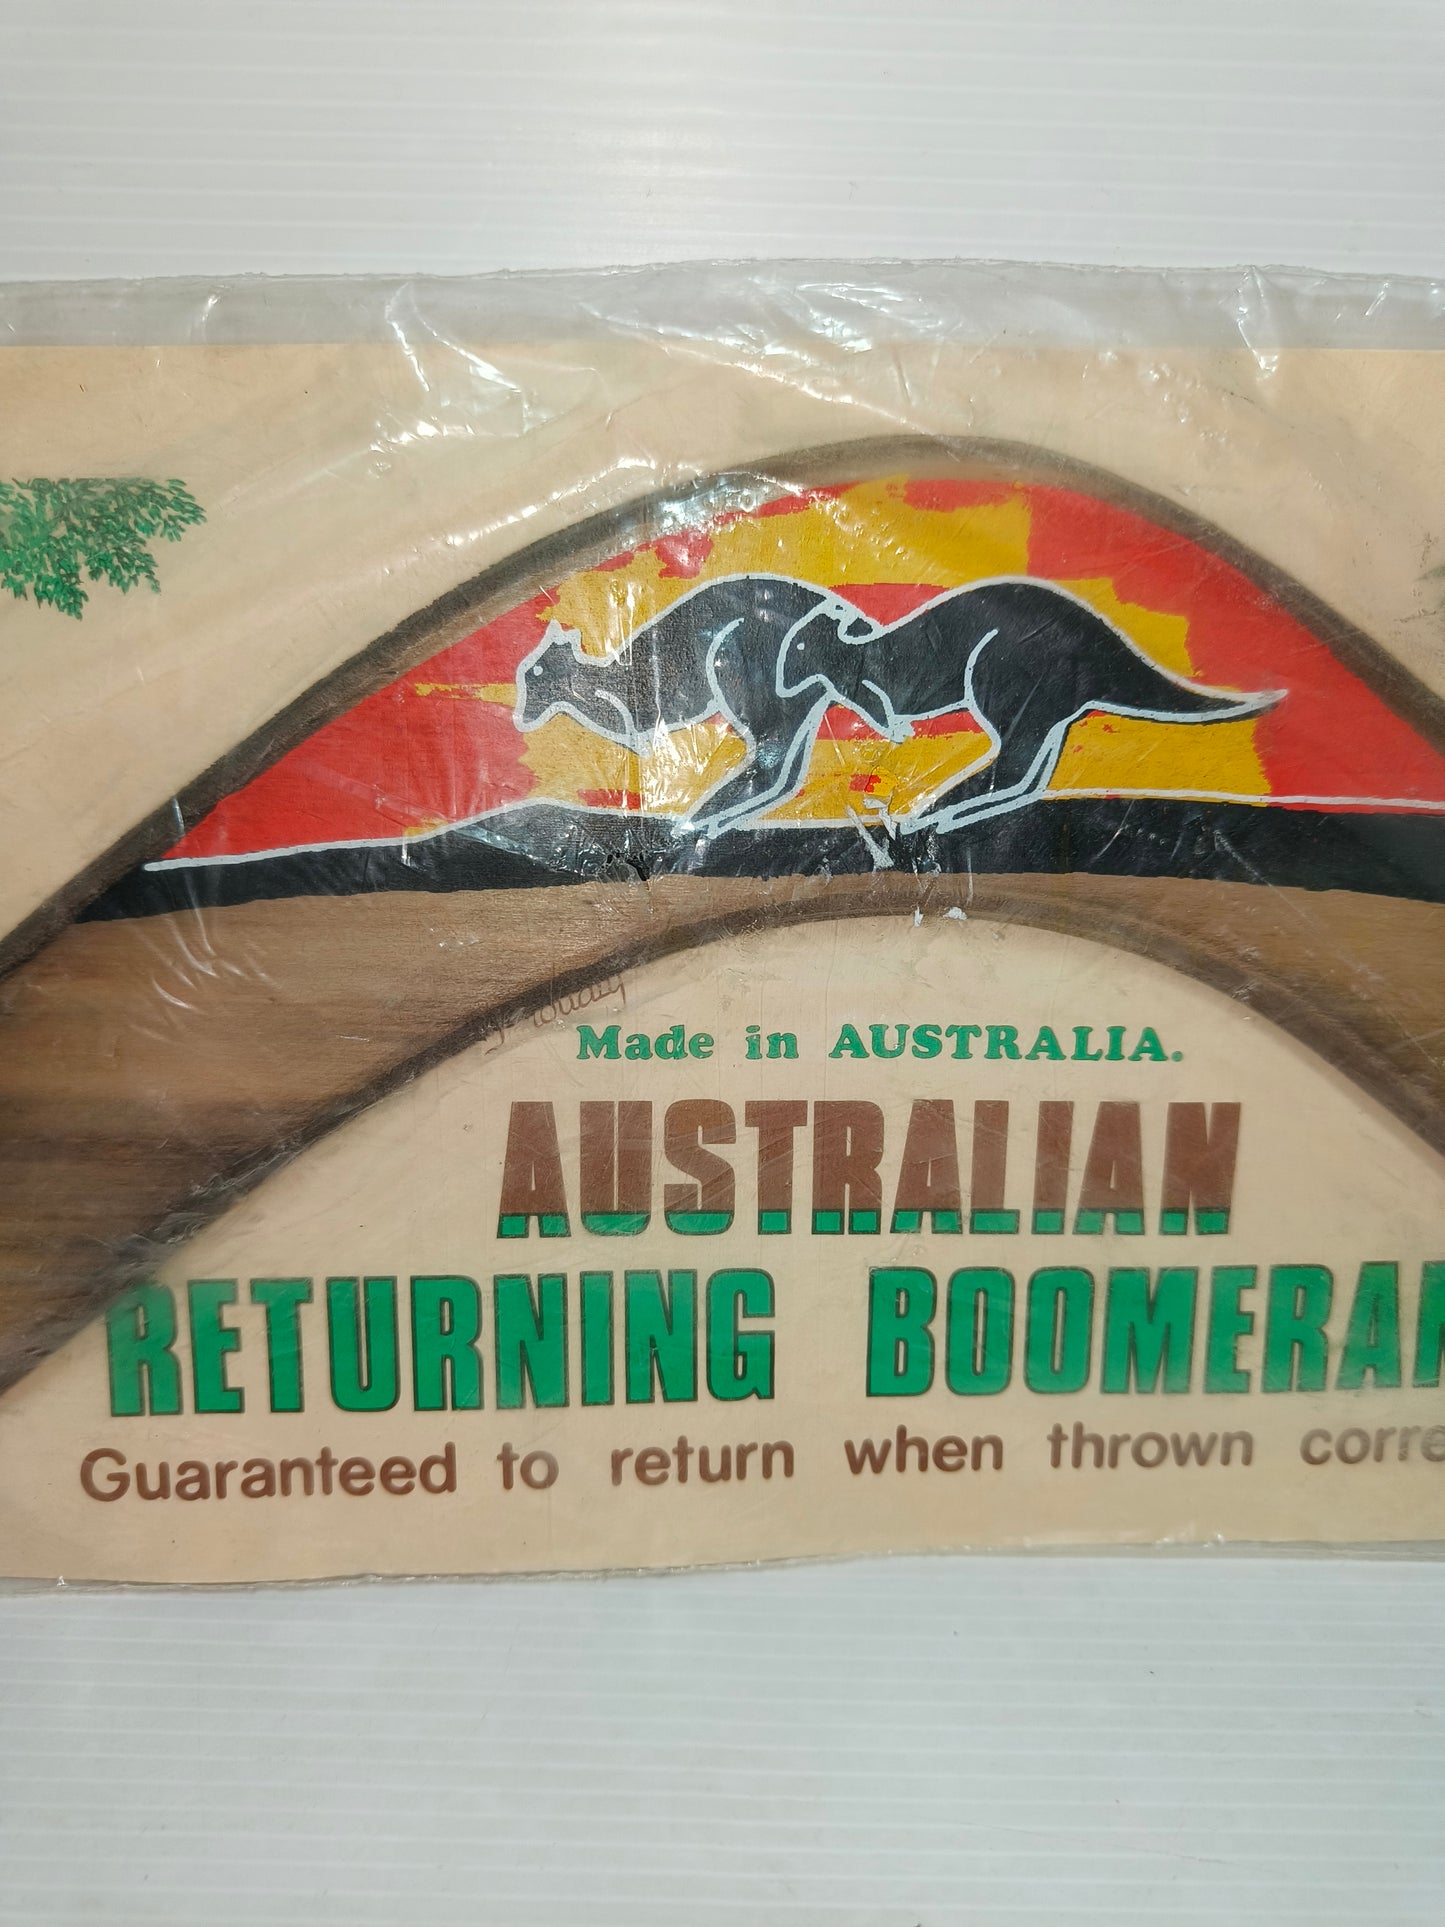 Made in AUSTRALIA.
AUSTRALIAN
RETURNING BOOMERAN
Guaranteed to return when thrown corre